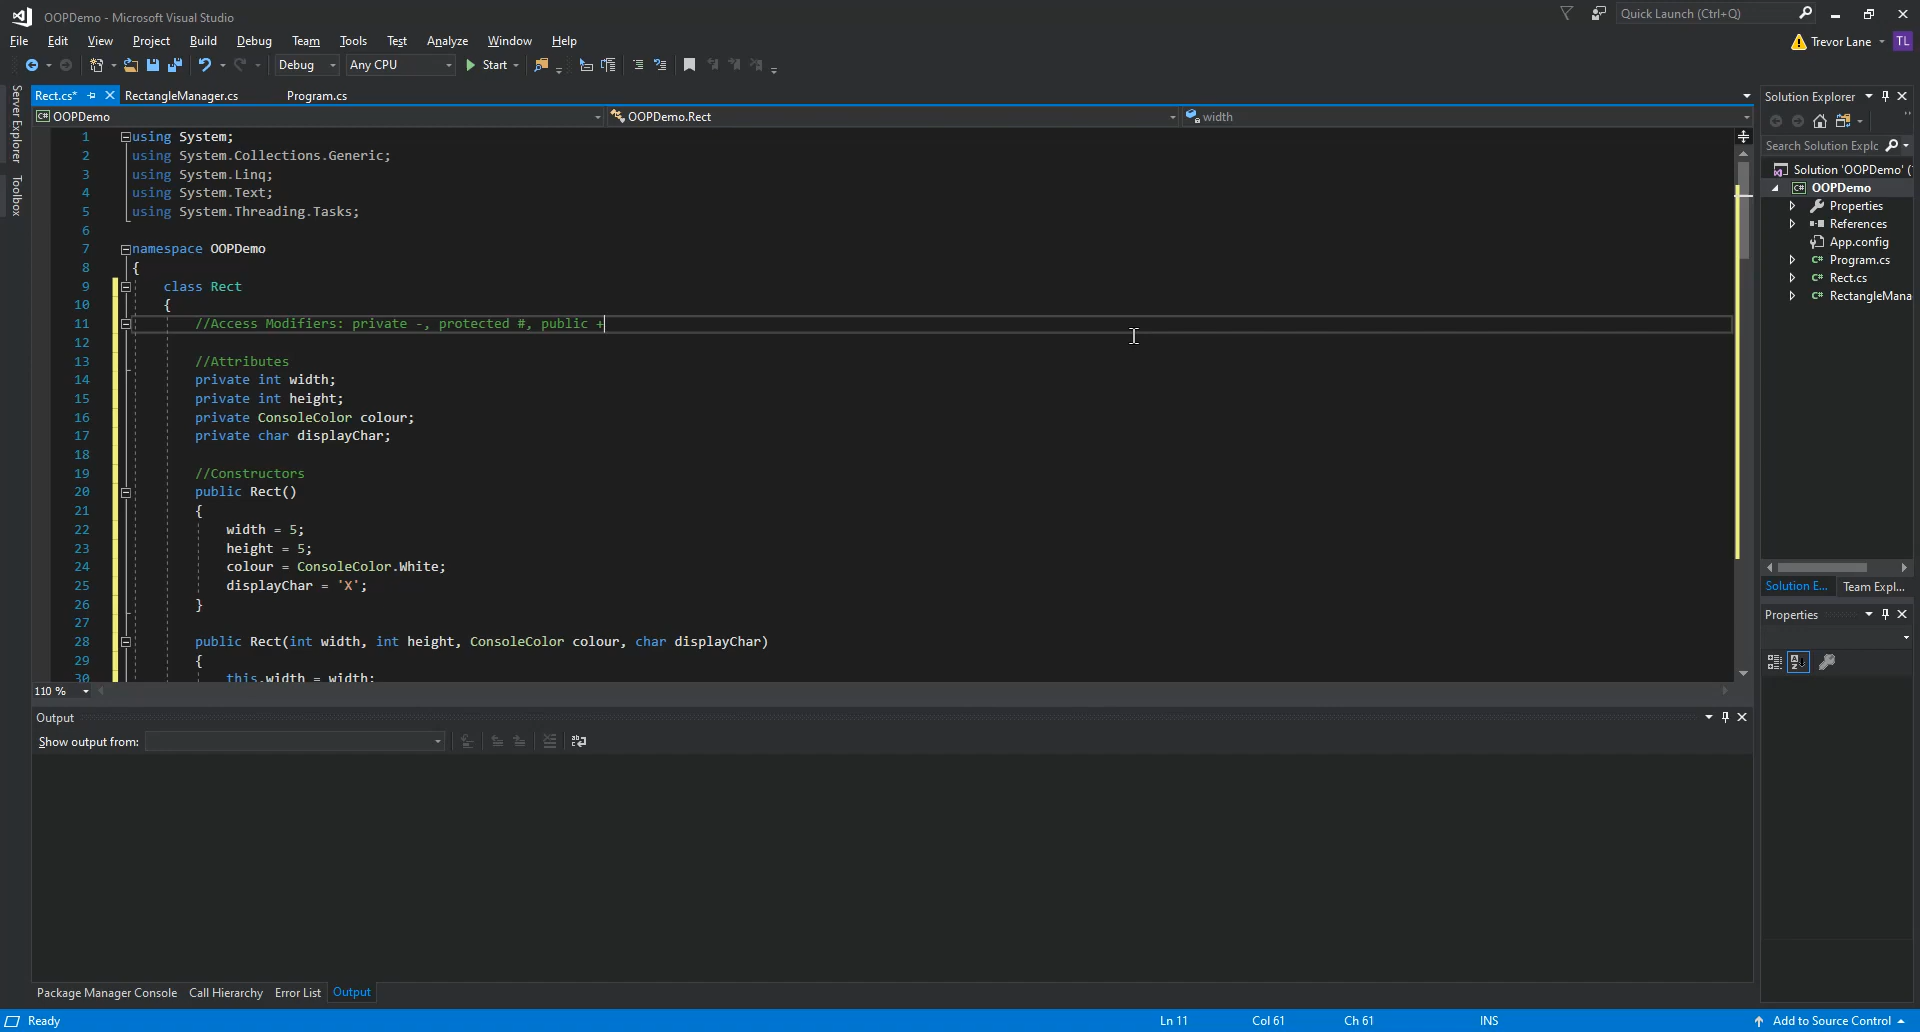 OOPDemo - Microsoft Visual Studio
Quick Launch (Ctrl+Q)
File Edit View Project Build Debug Team Tools Test Analyze Window Help
Trevor Lane TL
Debug Any CPU Start
Server Explorer
Toolbox
Rect.cs* RectangleManager.cs Program.cs
OOPDemo OOPDemo.Rect width
1 using System;
2 using System.Collections.Generic;
3 using System.Linq;
4 using System.Text;
5 using System.Threading.Tasks;
6
7 namespace OOPDemo
8 {
9 class Rect
10 {
11 //Access Modifiers: private -, protected #, public +
12
13 //Attributes
14 private int width;
15 private int height;
16 private ConsoleColor colour;
17 private char displayChar;
18
19 //Constructors
20 public Rect()
21 {
22 width = 5;
23 height = 5;
24 colour = ConsoleColor.White;
25 displayChar = 'X';
26 }
27
28 public Rect(int width, int height, ConsoleColor colour, char displayChar)
29 {
30 this.width = width;
110 %
Output
Show output from:
Package Manager Console Call Hierarchy Error List Output
Solution Explorer
Search Solution Explc
Solution 'OOPDemo' (
C# OOPDemo
Properties
References
App.config
C# Program.cs
C# Rect.cs
C# RectangleMana
Solution E... Team Expl...
Properties
Ready Ln 11 Col 61 Ch 61 INS Add to Source Control